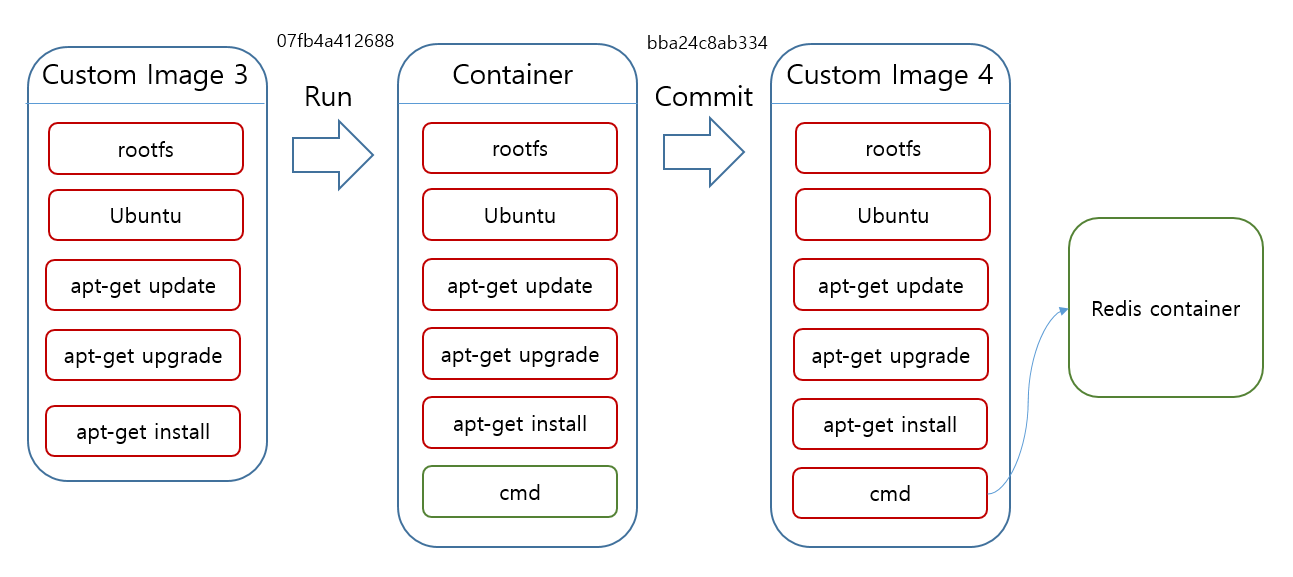 07fb4a412688
bba24c8ab334
Custom Image 3
Run
Container
Commit
Custom Image 4
rootfs
Ubuntu
apt-get update
apt-get upgrade
apt-get install
rootfs
Ubuntu
apt-get update
apt-get upgrade
apt-get install
cmd
rootfs
Ubuntu
apt-get update
apt-get upgrade
apt-get install
cmd
Redis container